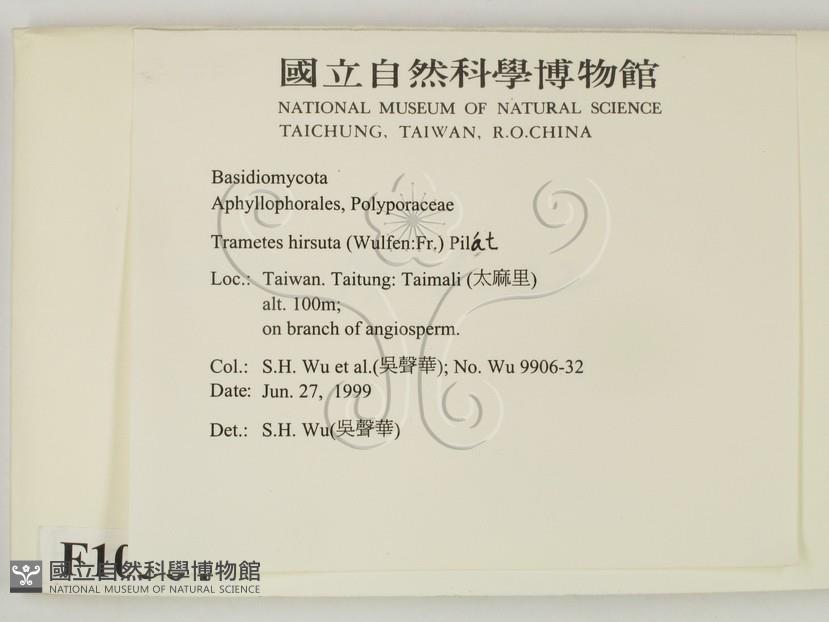 國立自然科學博物館
NATIONAL MUSEUM OF NATURAL SCIENCE
TAICHUNG, TAIWAN, R.O.CHINA
Basidiomycota
Aphyllophorales, Polyporaceae
Trametes hirsuta (Wulfen:Fr.) Pilát
Loc.: Taiwan. Taitung: Taimali (太麻里)
alt. 100m;
on branch of angiosperm.
Col.: S.H. Wu et al.(吳聲華); No. Wu 9906-32
Date: Jun. 27, 1999
Det.: S.H. Wu(吳聲華)
國立自然科學博物館
NATIONAL MUSEUM OF NATURAL SCIENCE